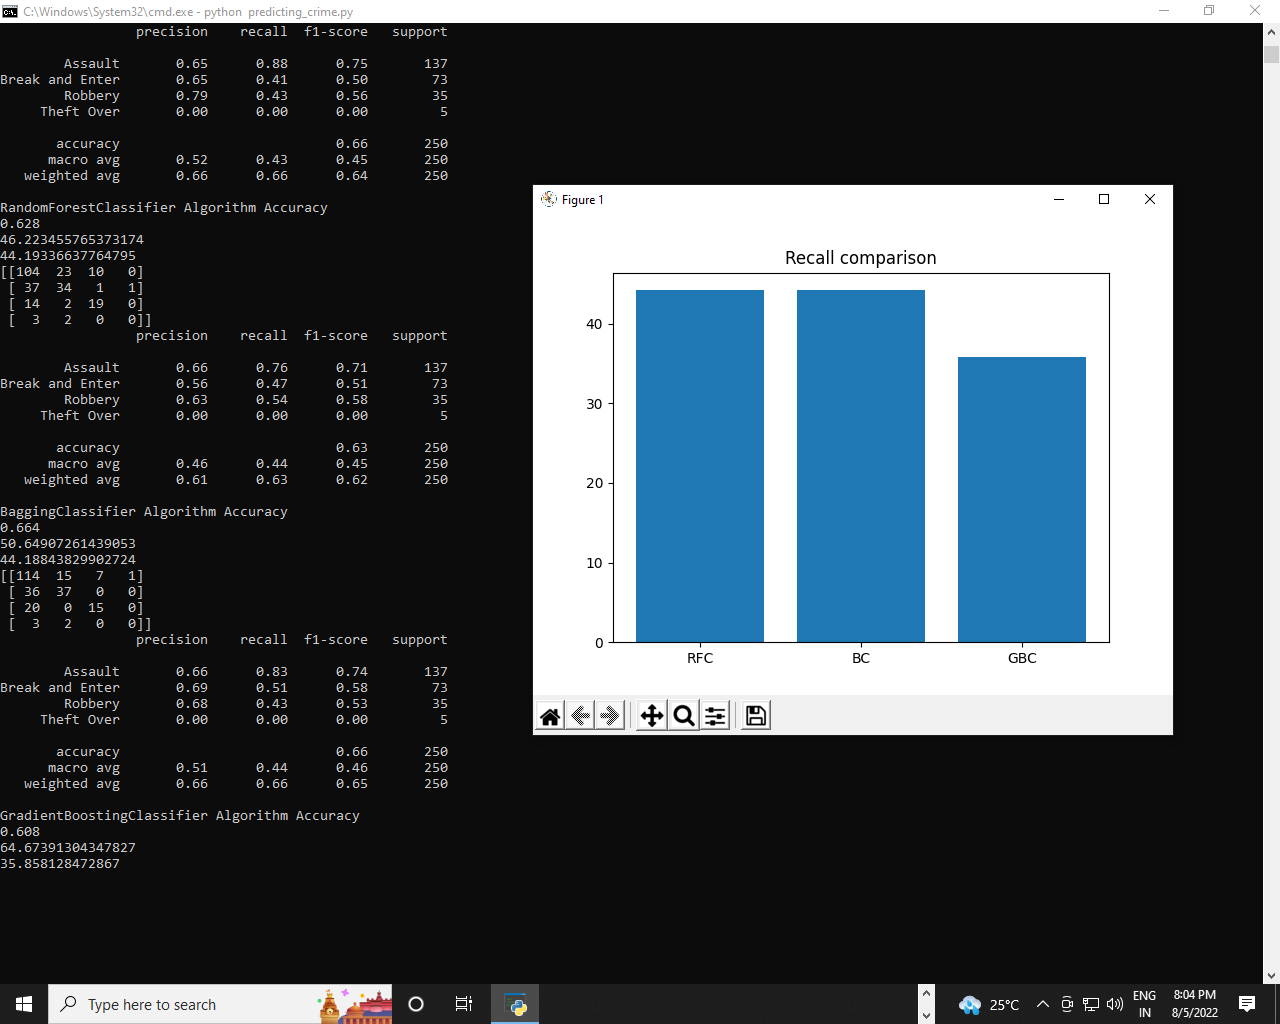 C:\Windows\System32\cmd.exe - python  predicting_crime.py
                 precision    recall  f1-score   support

        Assault       0.65      0.88      0.75       137
Break and Enter       0.65      0.41      0.50        73
        Robbery       0.79      0.43      0.56        35
     Theft Over       0.00      0.00      0.00         5

       accuracy                           0.66       250
      macro avg       0.52      0.43      0.45       250
   weighted avg       0.66      0.66      0.64       250

RandomForestClassifier Algorithm Accuracy
0.628
46.223455765373174
44.19336637764795
[[104  23  10   0]
 [ 37  34   1   1]
 [ 14   2  19   0]
 [  3   2   0   0]]
                 precision    recall  f1-score   support

        Assault       0.66      0.76      0.71       137
Break and Enter       0.56      0.47      0.51        73
        Robbery       0.63      0.54      0.58        35
     Theft Over       0.00      0.00      0.00         5

       accuracy                           0.63       250
      macro avg       0.46      0.44      0.45       250
   weighted avg       0.61      0.63      0.62       250

BaggingClassifier Algorithm Accuracy
0.664
50.64907261439053
44.18843829902724
[[114  15   7   1]
 [ 36  37   0   0]
 [ 20   0  15   0]
 [  3   2   0   0]]
                 precision    recall  f1-score   support

        Assault       0.66      0.83      0.74       137
Break and Enter       0.69      0.51      0.58        73
        Robbery       0.68      0.43      0.53        35
     Theft Over       0.00      0.00      0.00         5

       accuracy                           0.66       250
      macro avg       0.51      0.44      0.46       250
   weighted avg       0.66      0.66      0.65       250

GradientBoostingClassifier Algorithm Accuracy
0.608
64.67391304347827
35.858128472867
Figure 1
Recall comparison
40
30
20
10
0
RFC BC GBC
Type here to search
25°C
ENG
IN
8:04 PM
8/5/2022